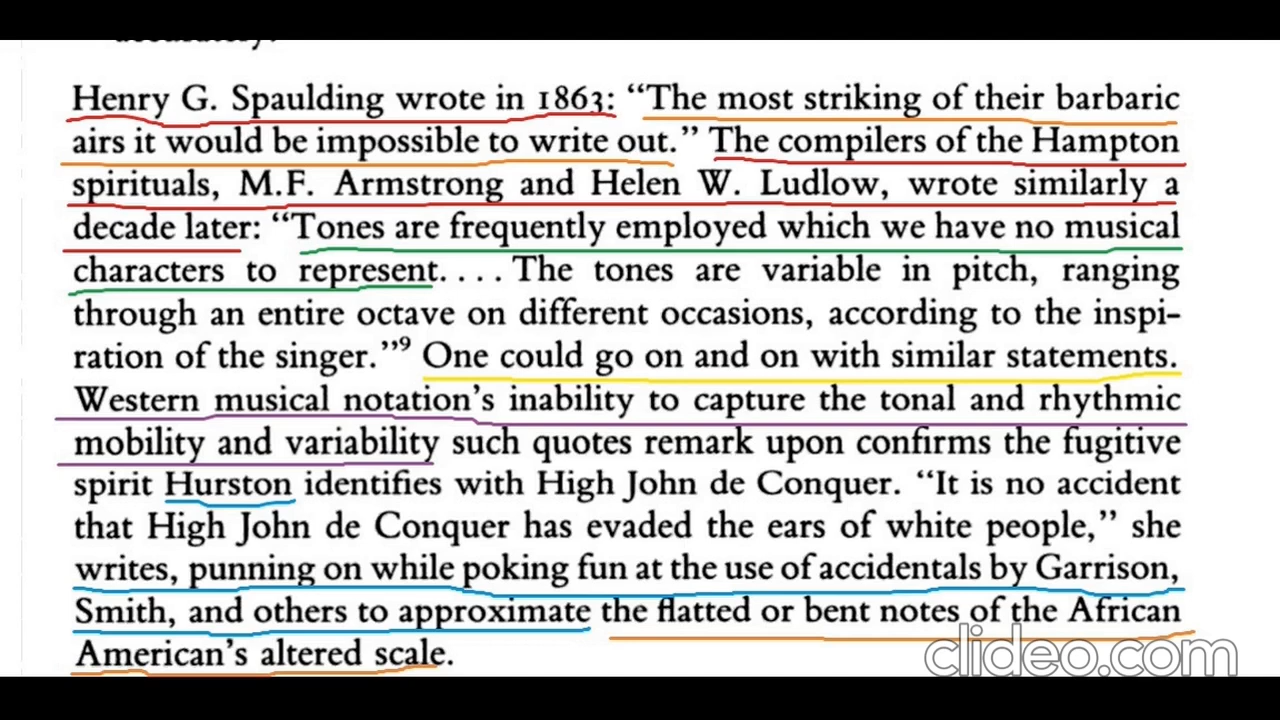 Henry G. Spaulding wrote in 1863: “The most striking of their barbaric
airs it would be impossible to write out.” The compilers of the Hampton
spirituals, M.F. Armstrong and Helen W. Ludlow, wrote similarly a
decade later: “Tones are frequently employed which we have no musical
characters to represent. . . . The tones are variable in pitch, ranging
through an entire octave on different occasions, according to the inspi-
ration of the singer.”9 One could go on and on with similar statements.
Western musical notation’s inability to capture the tonal and rhythmic
mobility and variability such quotes remark upon confirms the fugitive
spirit Hurston identifies with High John de Conquer. “It is no accident
that High John de Conquer has evaded the ears of white people,” she
writes, punning on while poking fun at the use of accidentals by Garrison,
Smith, and others to approximate the flatted or bent notes of the African
American’s altered scale.
clideo.com